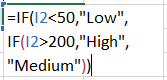 =IF(I2<50,"Low",
IF(I2>200,"High",
"Medium"))